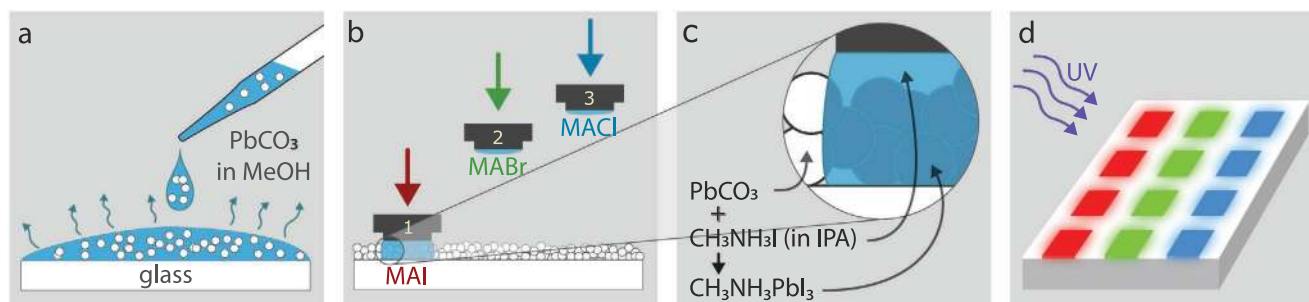 a
PbCO₃
in MeOH
glass
b
3
MACl
2
MABr
1
MAI
c
PbCO₃
+
CH₃NH₃I (in IPA)
CH₃NH₃PbI₃
d
UV